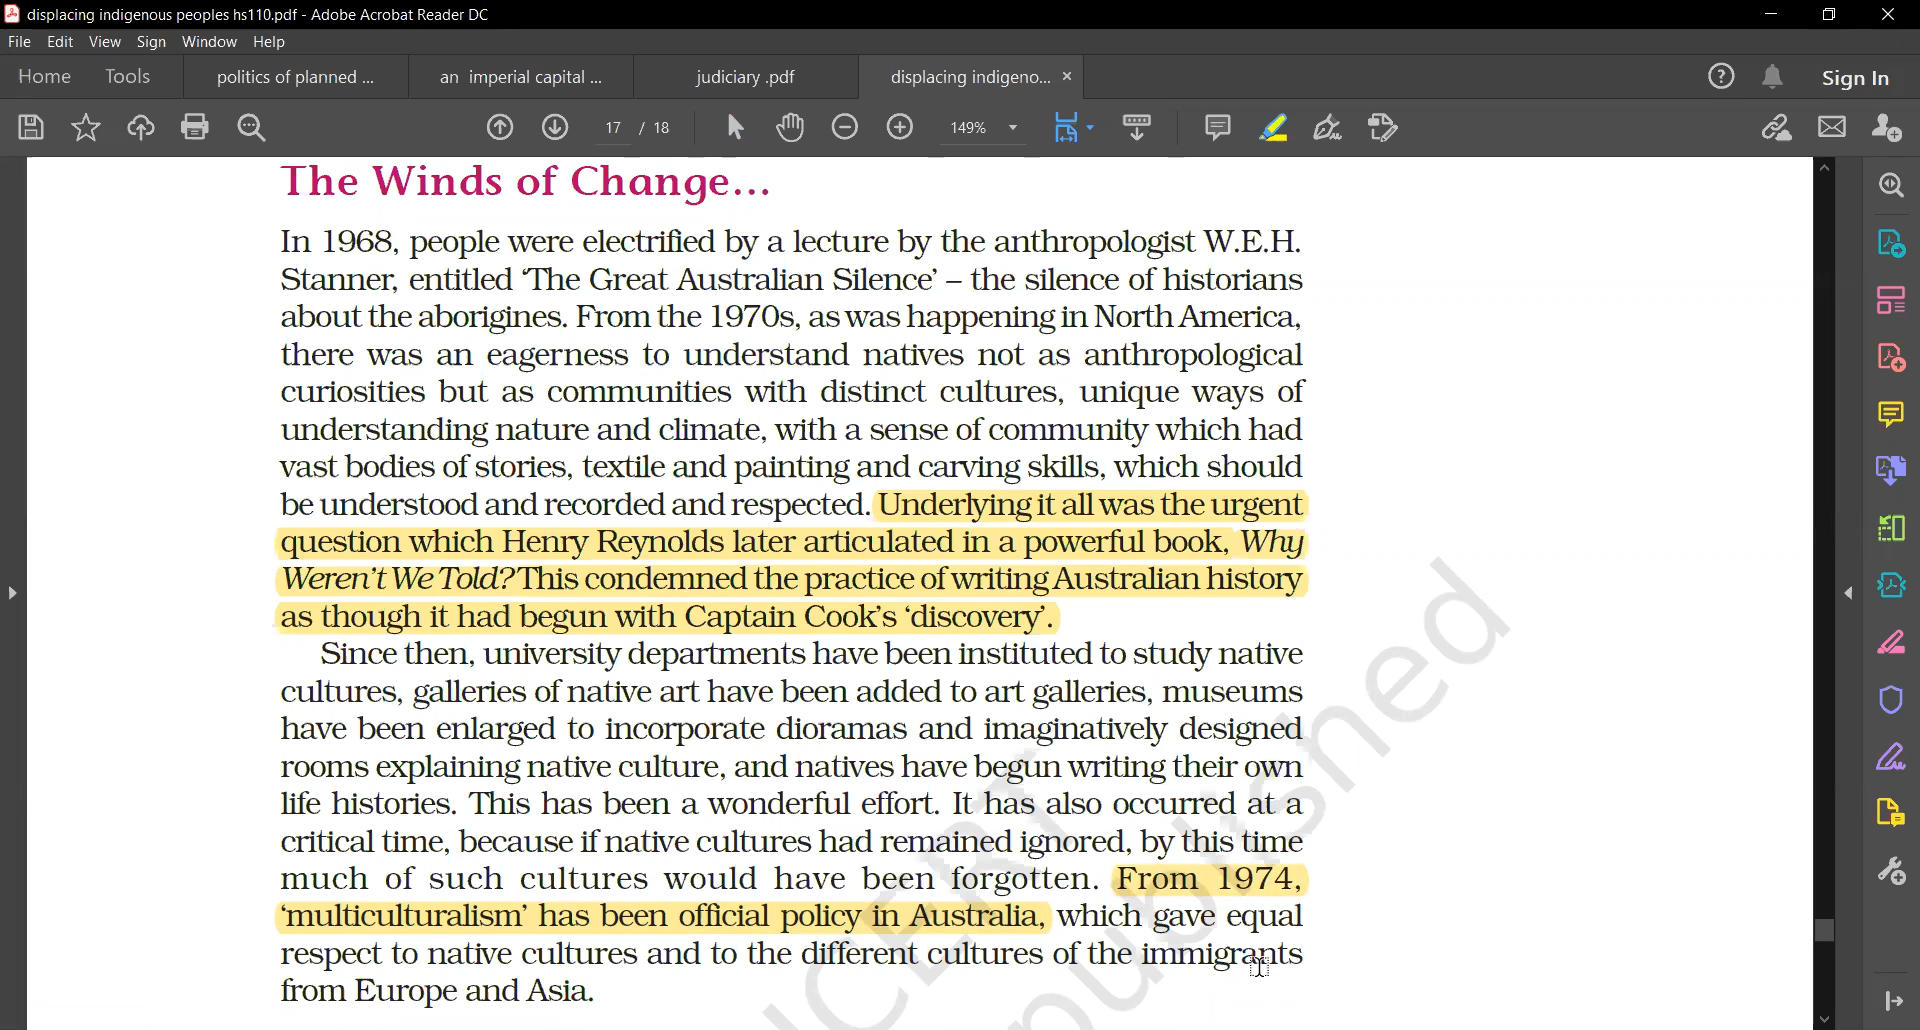 displacing indigenous peoples hs110.pdf - Adobe Acrobat Reader DC
File Edit View Sign Window Help
Home Tools politics of planned ... an imperial capital ... judiciary .pdf displacing indigeno... × Sign In
17 / 18 149%
The Winds of Change...
In 1968, people were electrified by a lecture by the anthropologist W.E.H.
Stanner, entitled ‘The Great Australian Silence’ – the silence of historians
about the aborigines. From the 1970s, as was happening in North America,
there was an eagerness to understand natives not as anthropological
curiosities but as communities with distinct cultures, unique ways of
understanding nature and climate, with a sense of community which had
vast bodies of stories, textile and painting and carving skills, which should
be understood and recorded and respected. Underlying it all was the urgent
question which Henry Reynolds later articulated in a powerful book, Why
Weren’t We Told? This condemned the practice of writing Australian history
as though it had begun with Captain Cook’s ‘discovery’.
Since then, university departments have been instituted to study native
cultures, galleries of native art have been added to art galleries, museums
have been enlarged to incorporate dioramas and imaginatively designed
rooms explaining native culture, and natives have begun writing their own
life histories. This has been a wonderful effort. It has also occurred at a
critical time, because if native cultures had remained ignored, by this time
much of such cultures would have been forgotten. From 1974,
‘multiculturalism’ has been official policy in Australia, which gave equal
respect to native cultures and to the different cultures of the immigrants
from Europe and Asia.
NCERT
published